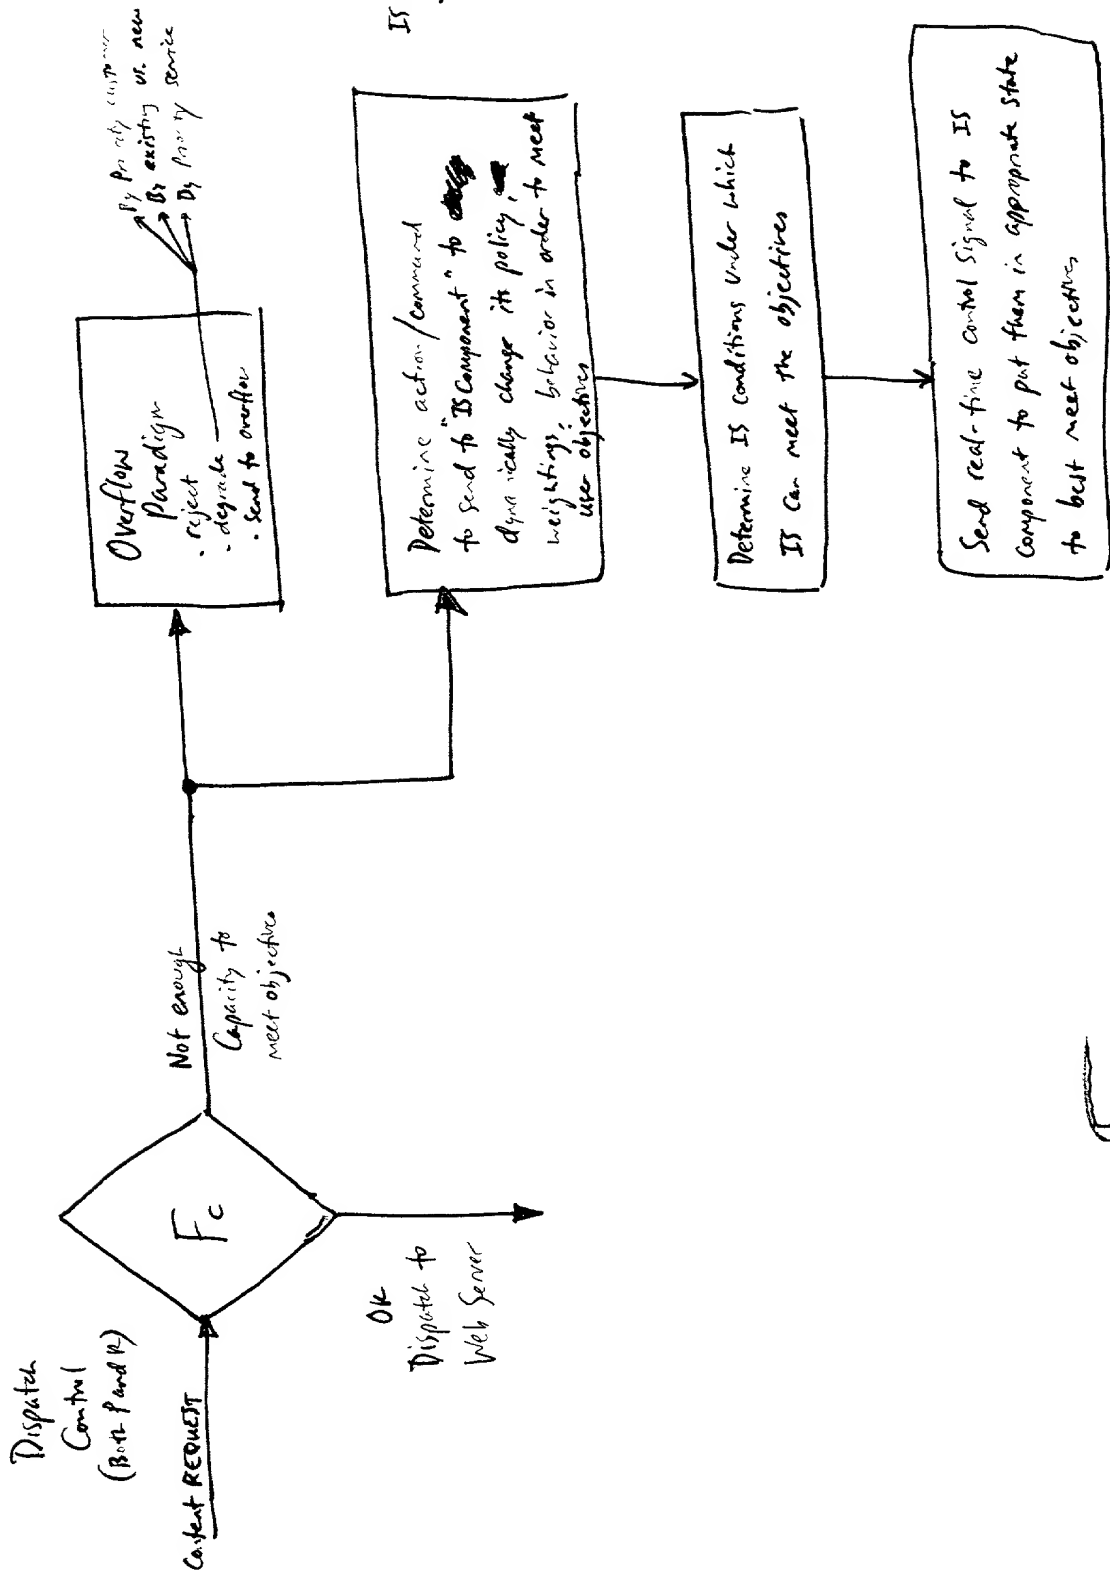 Dispatch
Control
(Both P and R)
Content REQUEST
Fc
OK
Dispatch to
Web Server
Not enough
Capacity to
meet objectives
Overflow
Paradigm
· reject
· degrade
· send to overflow
By Priority customer
By existing vs. new
By Priority service
IS
Determine action/command
to send to "IS Component" to
dynamically change its policy,
weightings, behavior in order to meet
user objectives
Determine IS conditions under which
IS can meet the objectives
Send real-time control signal to IS
component to put them in appropriate state
to best meet objectives